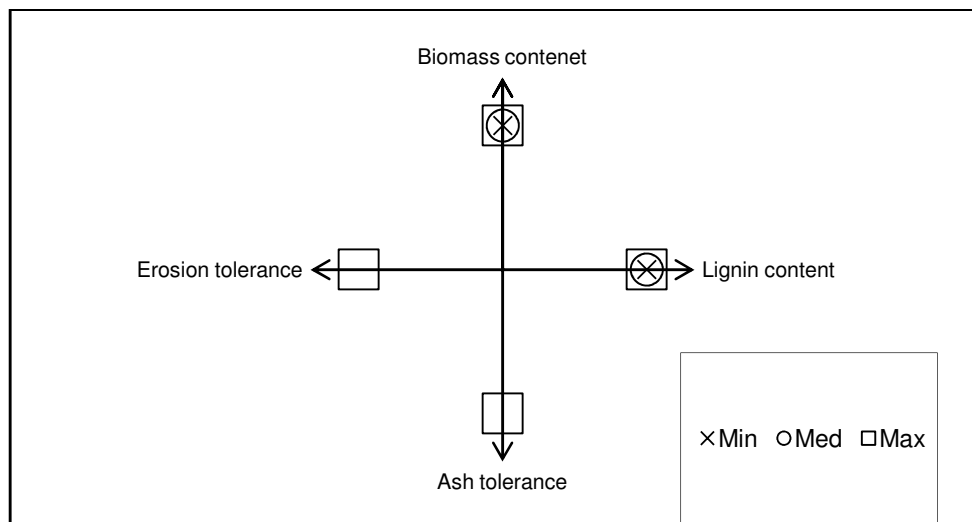 Biomass contenet
Erosion tolerance
Lignin content
Min Med Max
Ash tolerance